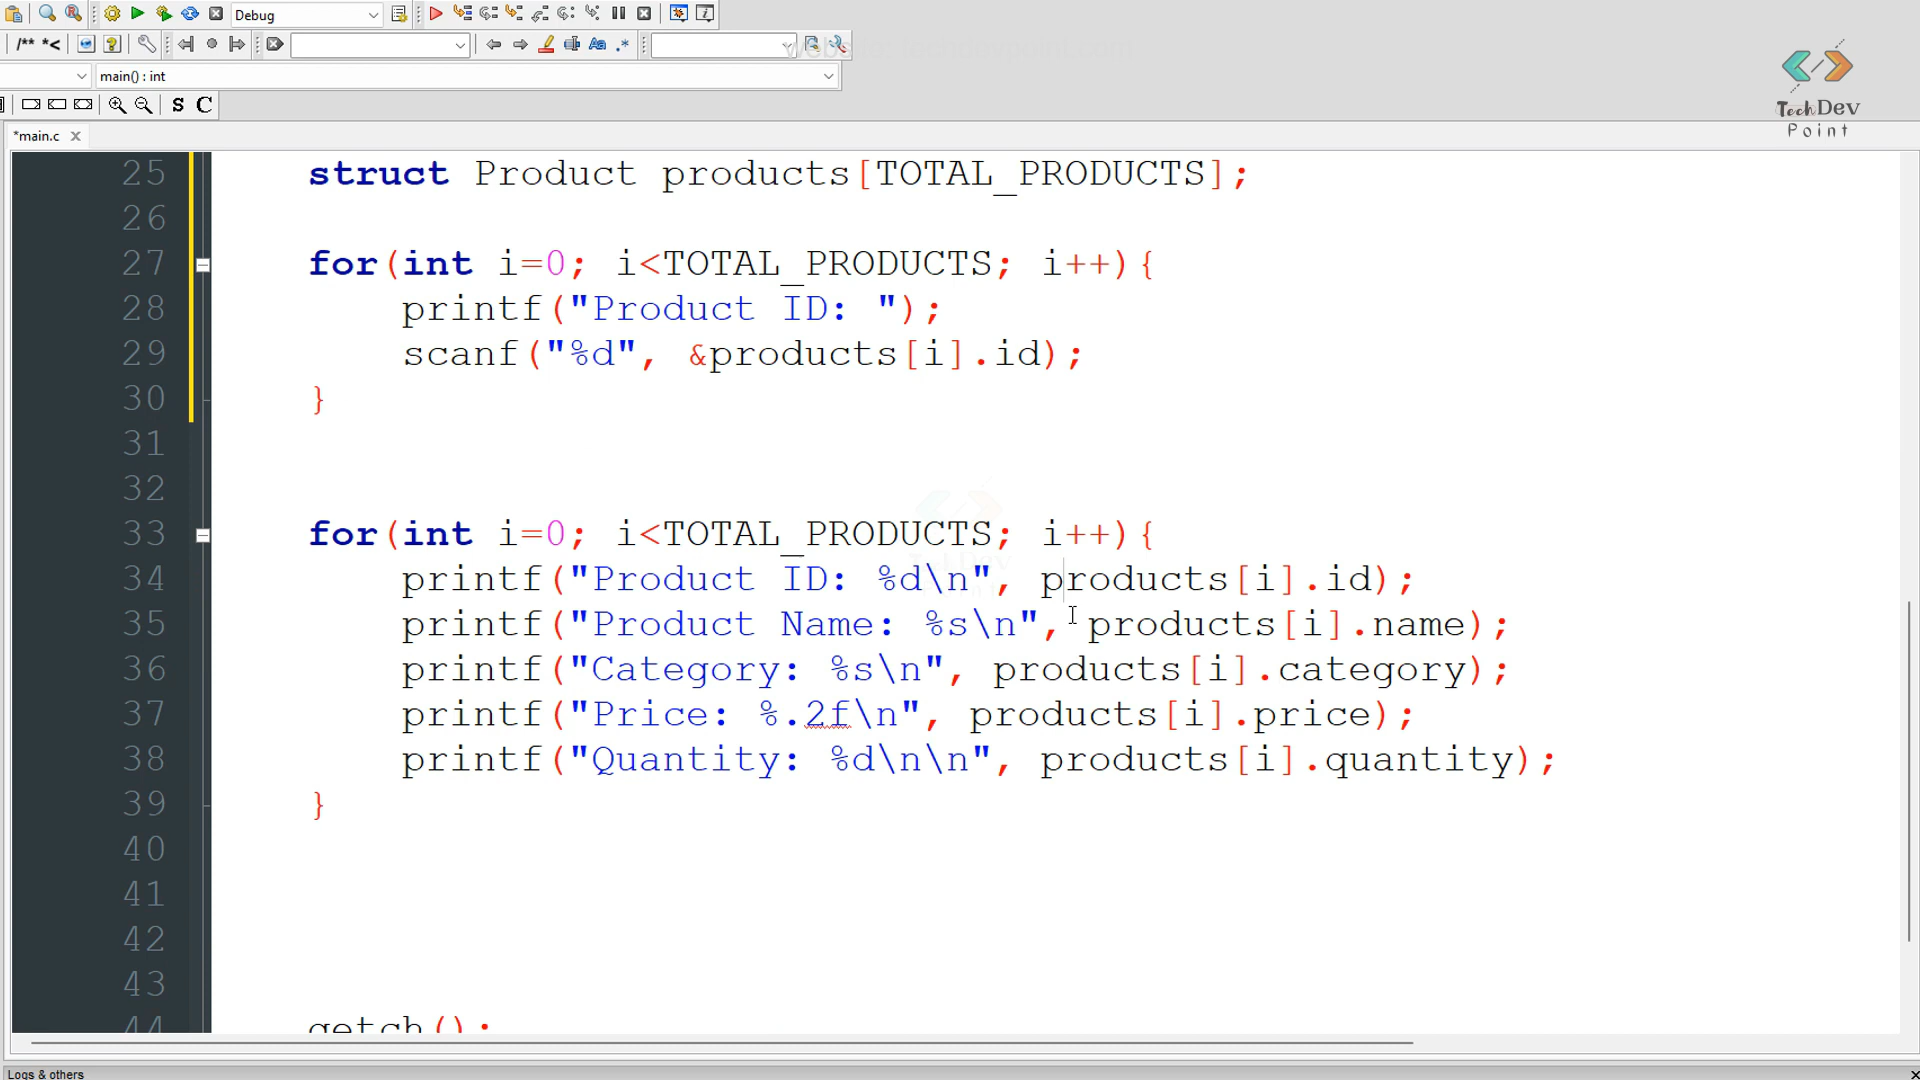 Debug
/** *<
main() : int
S C
*main.c
TechDev
Point
25 struct Product products[TOTAL_PRODUCTS];
26
27 for(int i=0; i<TOTAL_PRODUCTS; i++){
28 printf("Product ID: ");
29 scanf("%d", &products[i].id);
30 }
31
32
33 for(int i=0; i<TOTAL_PRODUCTS; i++){
34 printf("Product ID: %d\n", products[i].id);
35 printf("Product Name: %s\n", products[i].name);
36 printf("Category: %s\n", products[i].category);
37 printf("Price: %.2f\n", products[i].price);
38 printf("Quantity: %d\n\n", products[i].quantity);
39 }
40
41
42
43
44 getch();
Logs & others